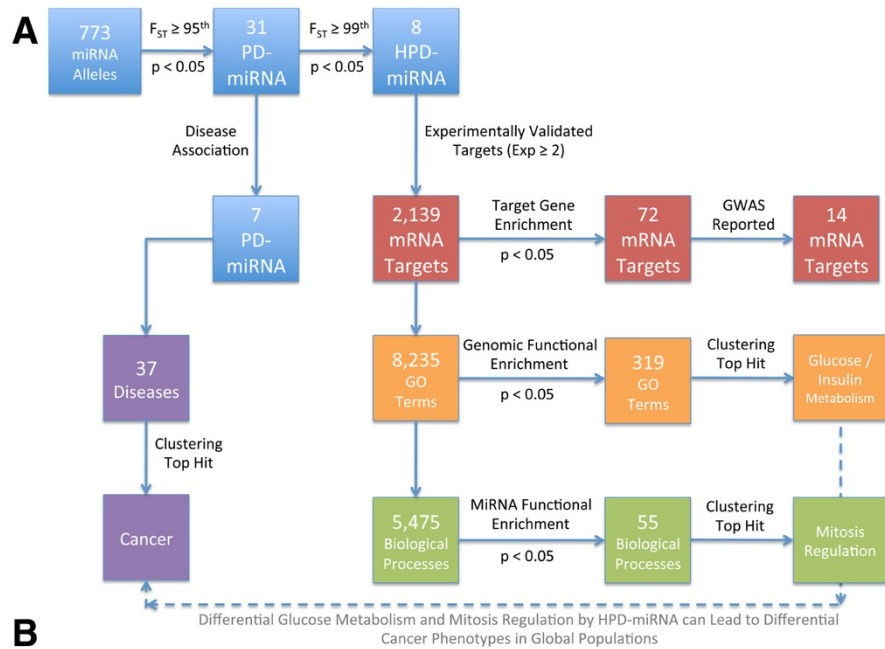 A
773
miRNA
Alleles
FST ≥ 95th
p < 0.05
31
PD-
miRNA
FST ≥ 99th
p < 0.05
8
HPD-
miRNA
Disease
Association
Experimentally Validated
Targets (Exp ≥ 2)
7
PD-
miRNA
2,139
mRNA
Targets
Target Gene
Enrichment
p < 0.05
72
mRNA
Targets
GWAS
Reported
14
mRNA
Targets
37
Diseases
8,235
GO
Terms
Genomic Functional
Enrichment
p < 0.05
319
GO
Terms
Clustering
Top Hit
Glucose /
Insulin
Metabolism
Clustering
Top Hit
Cancer
5,475
Biological
Processes
MiRNA Functional
Enrichment
p < 0.05
55
Biological
Processes
Clustering
Top Hit
Mitosis
Regulation
B
Differential Glucose Metabolism and Mitosis Regulation by HPD-miRNA can Lead to Differential
Cancer Phenotypes in Global Populations